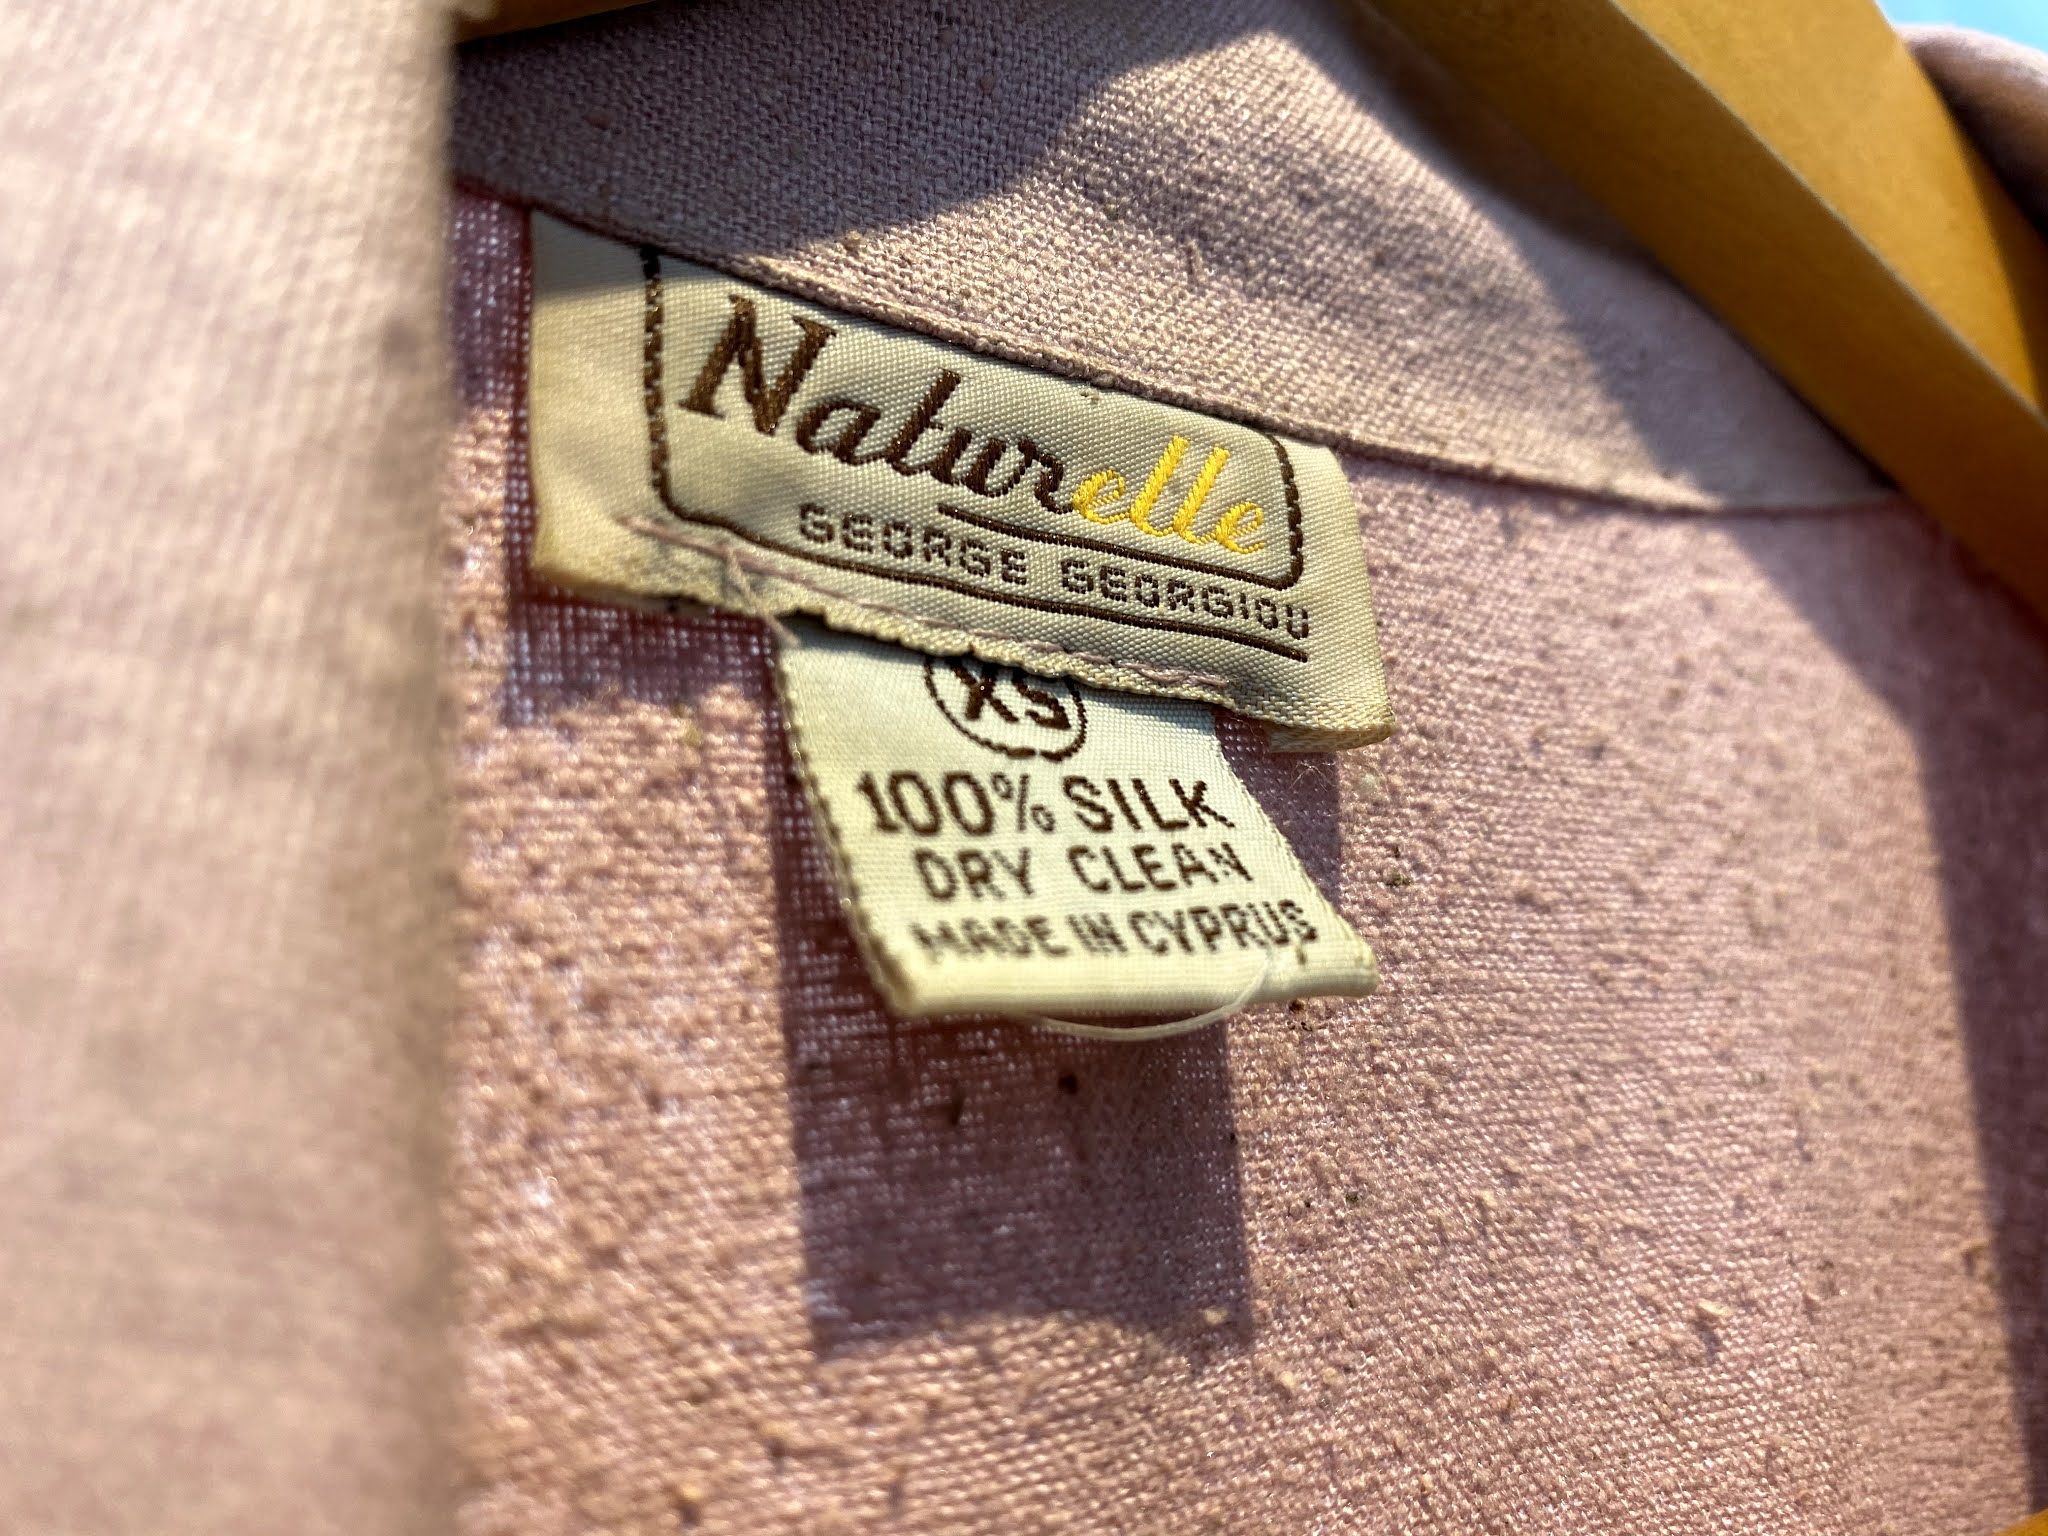 Naturelle
GEORGE GEORGIOU
XS
100% SILK
DRY CLEAN
MADE IN CYPRUS